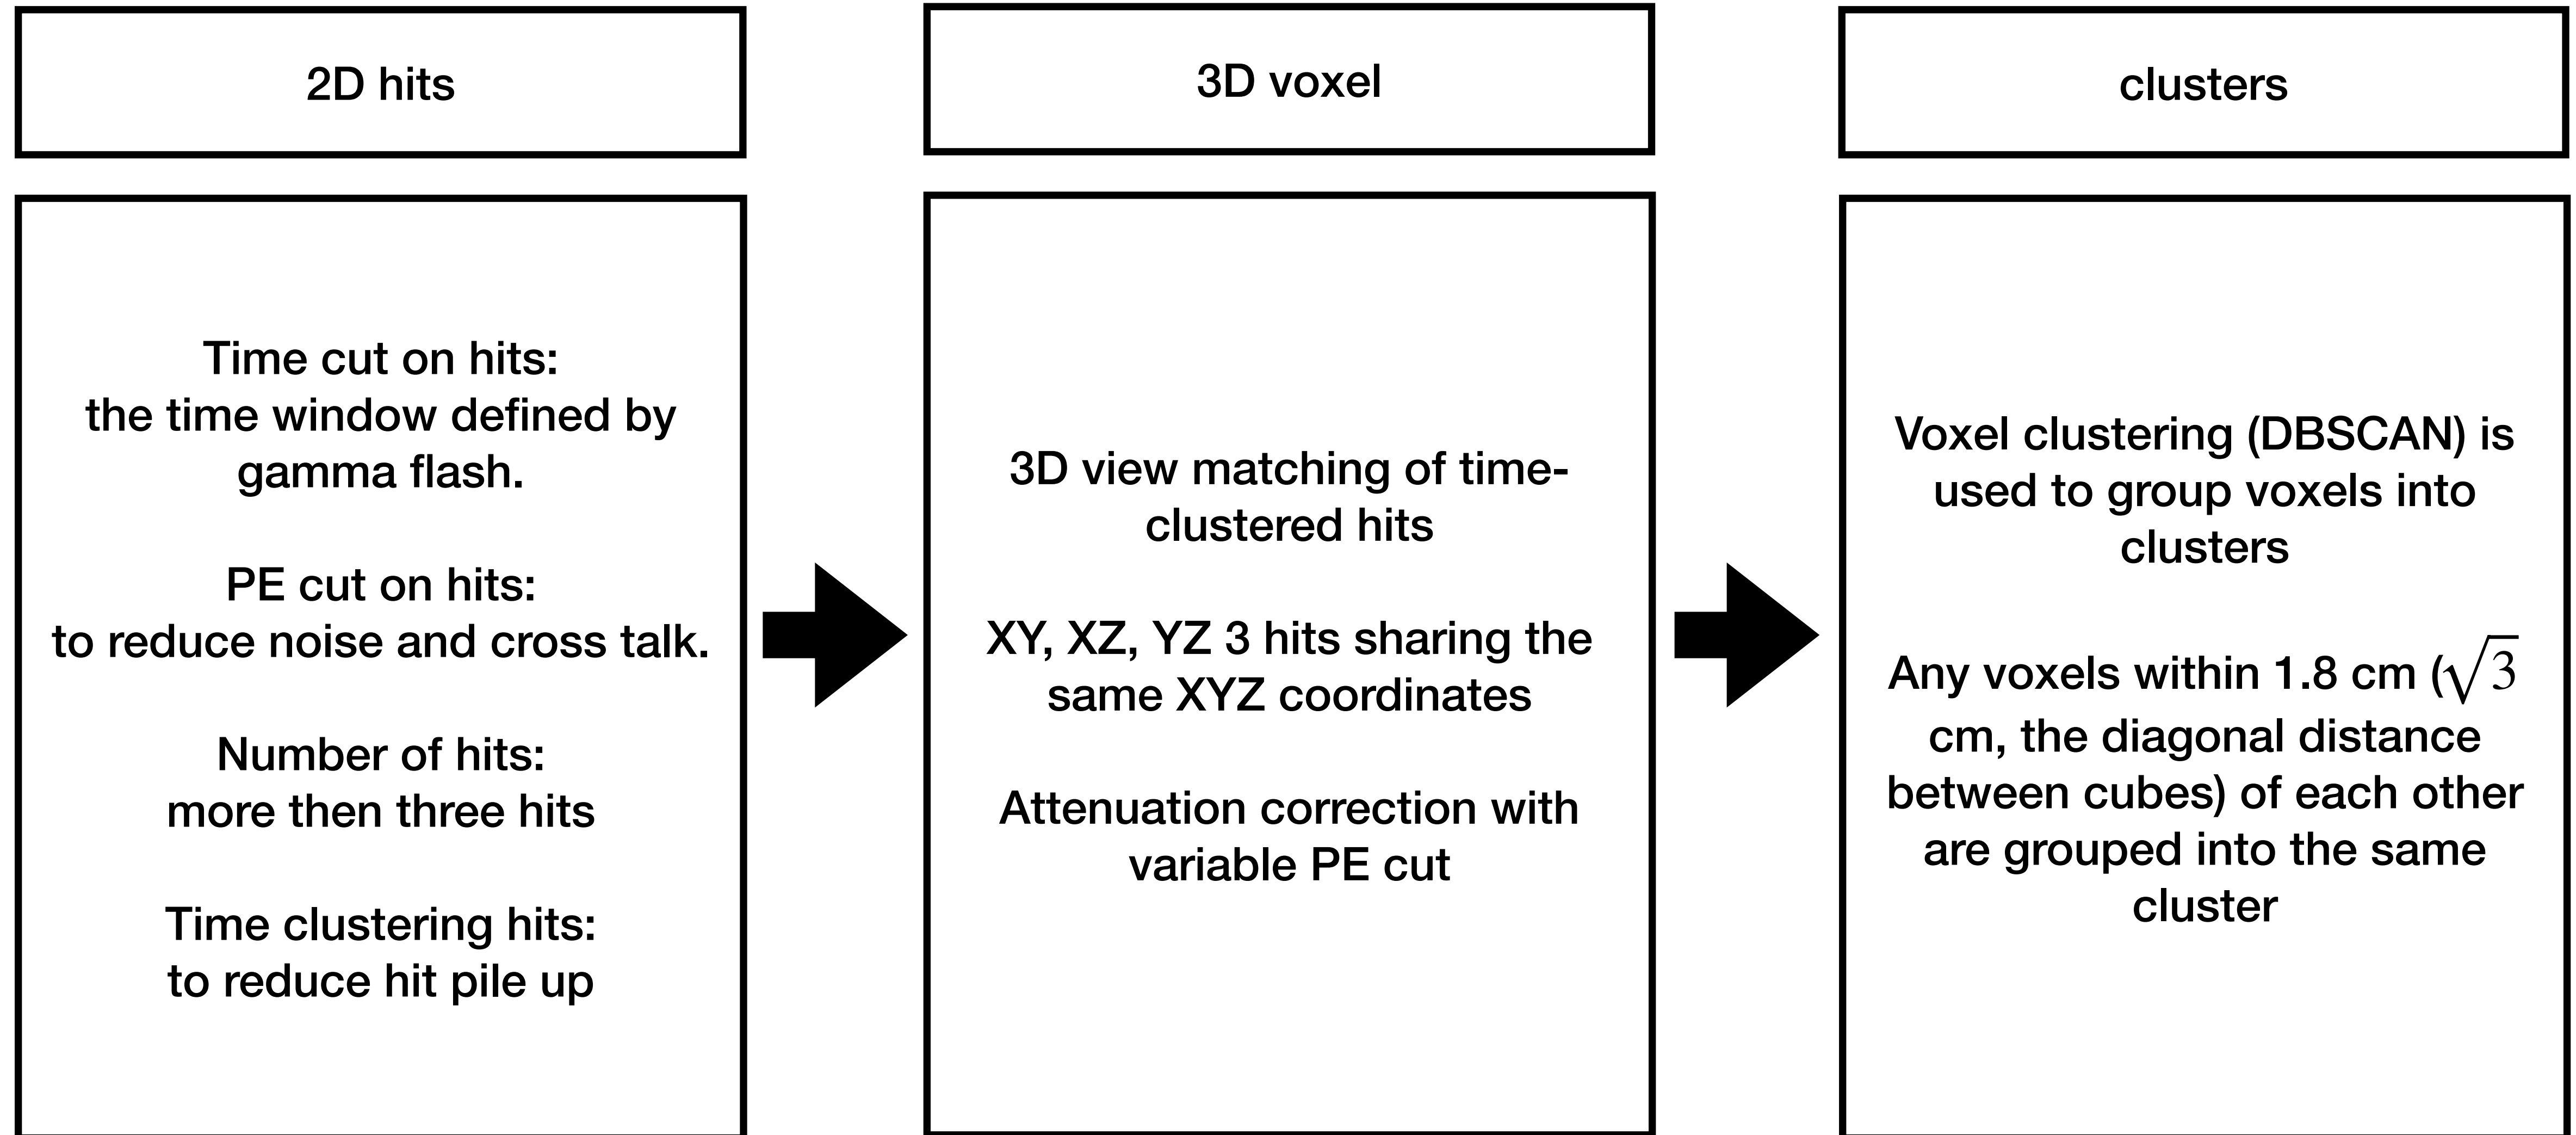 2D hits
Time cut on hits:
the time window defined by
gamma flash.
PE cut on hits:
to reduce noise and cross talk.
Number of hits:
more then three hits
Time clustering hits:
to reduce hit pile up
3D voxel
3D view matching of time-
clustered hits
XY, XZ, YZ 3 hits sharing the
same XYZ coordinates
Attenuation correction with
variable PE cut
clusters
Voxel clustering (DBSCAN) is
used to group voxels into
clusters
Any voxels within 1.8 cm (√3
cm, the diagonal distance
between cubes) of each other
are grouped into the same
cluster